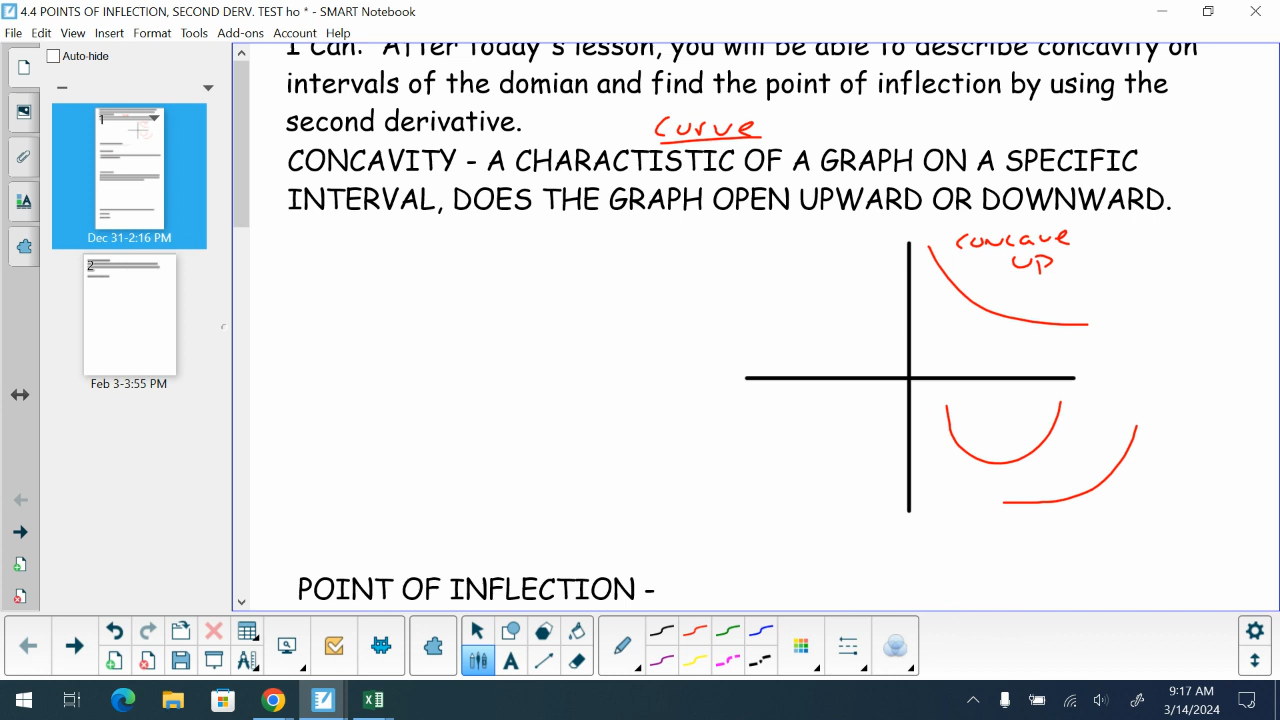 4.4 POINTS OF INFLECTION, SECOND DERV. TEST ho * - SMART Notebook
File Edit View Insert Format Tools Add-ons Account Help
Auto-hide
1
Dec 31-2:16 PM
2
Feb 3-3:55 PM
I Can: After Today's lesson, you will be able to describe concavity on
intervals of the domian and find the point of inflection by using the
second derivative.
curve
CONCAVITY - A CHARACTISTIC OF A GRAPH ON A SPECIFIC
INTERVAL, DOES THE GRAPH OPEN UPWARD OR DOWNWARD.
concave
up
POINT OF INFLECTION -
9:17 AM
3/14/2024